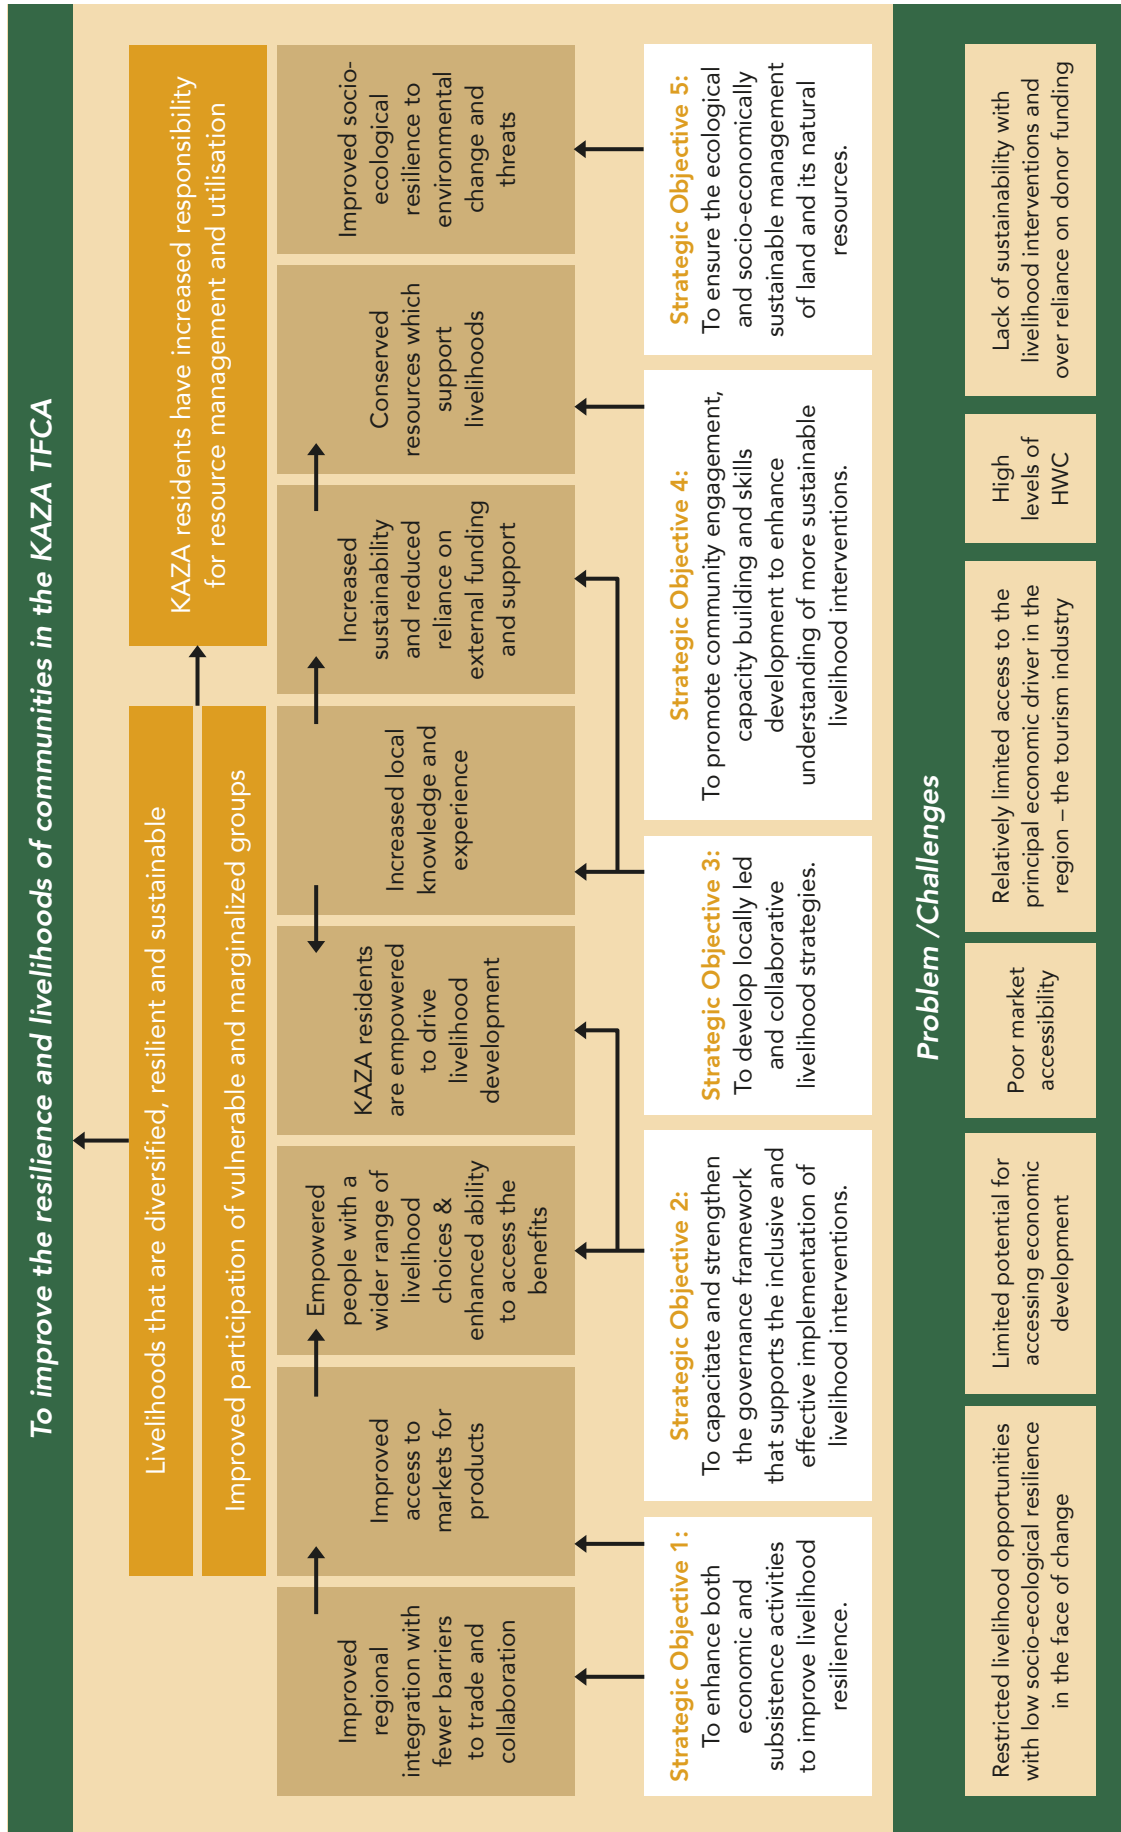 To improve the resilience and livelihoods of communities in the KAZA TFCA
Livelihoods that are diversified, resilient and sustainable
Improved participation of vulnerable and marginalized groups
KAZA residents have increased responsibility
for resource management and utilisation
Improved
regional
integration with
fewer barriers
to trade and
collaboration
Improved
access to
markets for
products
Empowered
people with a
wider range of
livelihood
choices &
enhanced ability
to access the
benefits
KAZA residents
are empowered
to drive
livelihood
development
Increased local
knowledge and
experience
Increased
sustainability
and reduced
reliance on
external funding
and support
Conserved
resources which
support
livelihoods
Improved socio-
ecological
resilience to
environmental
change and
threats
Strategic Objective 1:
To enhance both
economic and
subsistence activities
to improve livelihood
resilience.
Strategic Objective 2:
To capacitate and strengthen
the governance framework
that supports the inclusive and
effective implementation of
livelihood interventions.
Strategic Objective 3:
To develop locally led
and collaborative
livelihood strategies.
Strategic Objective 4:
To promote community engagement,
capacity building and skills
development to enhance
understanding of more sustainable
livelihood interventions.
Strategic Objective 5:
To ensure the ecological
and socio-economically
sustainable management
of land and its natural
resources.
Problem /Challenges
Restricted livelihood opportunities
with low socio-ecological resilience
in the face of change
Limited potential for
accessing economic
development
Poor market
accessibility
Relatively limited access to the
principal economic driver in the
region – the tourism industry
High
levels of
HWC
Lack of sustainability with
livelihood interventions and
over reliance on donor funding